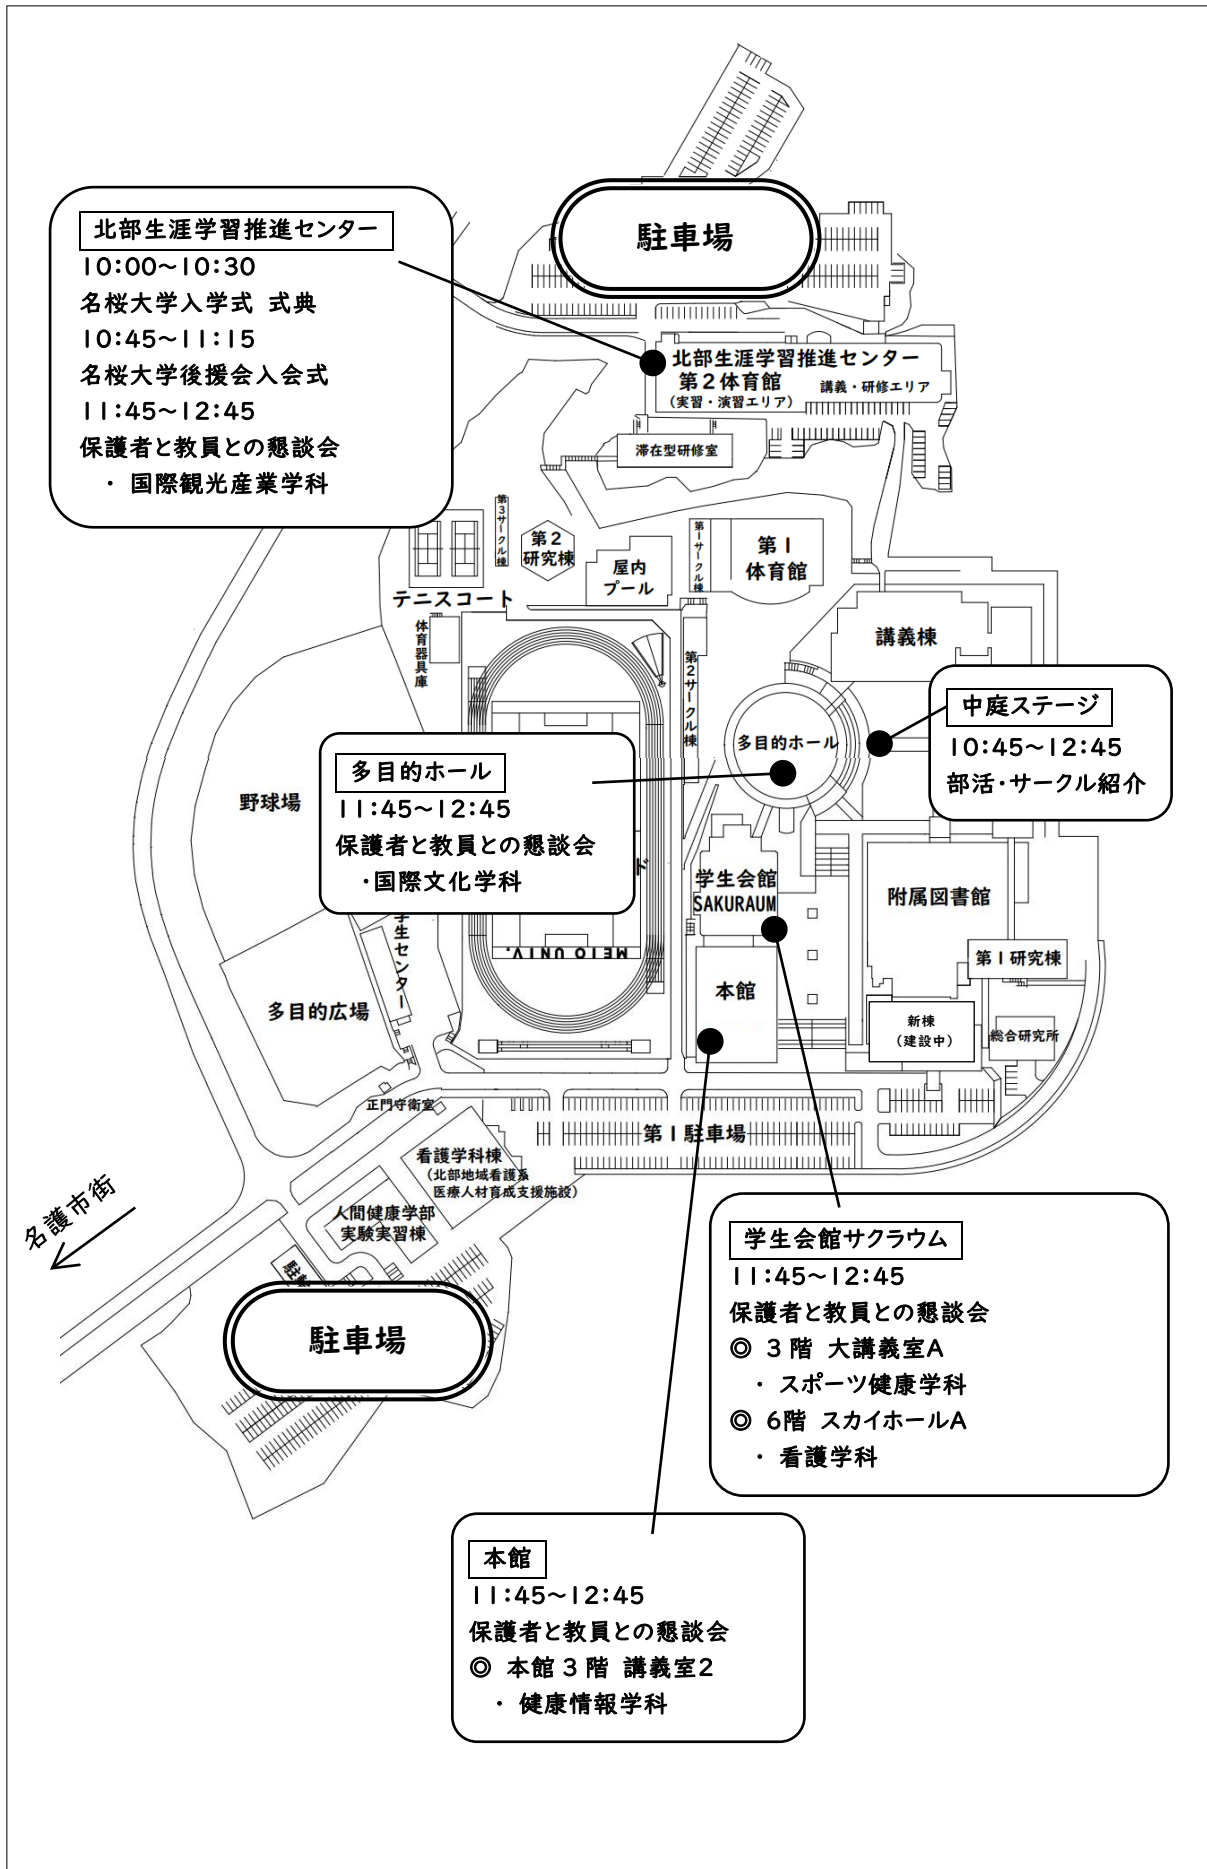 駐車場
北部生涯学習推進センター
10:00~10:30
名桜大学入学式 式典
10:45~11:15
名桜大学後援会入会式
11:45~12:45
保護者と教員との懇談会
・ 国際観光産業学科
北部生涯学習推進センター
第2体育館
(実習・演習エリア)
講義・研修エリア
滞在型研修室
第3サークル棟
第2
研究棟
屋内
プール
第1サークル棟
第1
体育館
テニスコート
体育器具庫
第2サークル棟
講義棟
中庭ステージ
10:45~12:45
部活・サークル紹介
多目的ホール
多目的ホール
11:45~12:45
保護者と教員との懇談会
・国際文化学科
野球場
ド
学生会館
SAKURAUM
附属図書館
第1研究棟
学生センター
MEIO UNIV.
本館
多目的広場
新棟
(建設中)
総合研究所
正門守衛室
第1駐車場
看護学科棟
(北部地域看護系
医療人材育成支援施設)
人間健康学部
実験実習棟
名護市街
駐車場
学生会館サクラウム
11:45~12:45
保護者と教員との懇談会
◎ 3階 大講義室A
・ スポーツ健康学科
◎ 6階 スカイホールA
・ 看護学科
本館
11:45~12:45
保護者と教員との懇談会
◎ 本館3階 講義室2
・ 健康情報学科